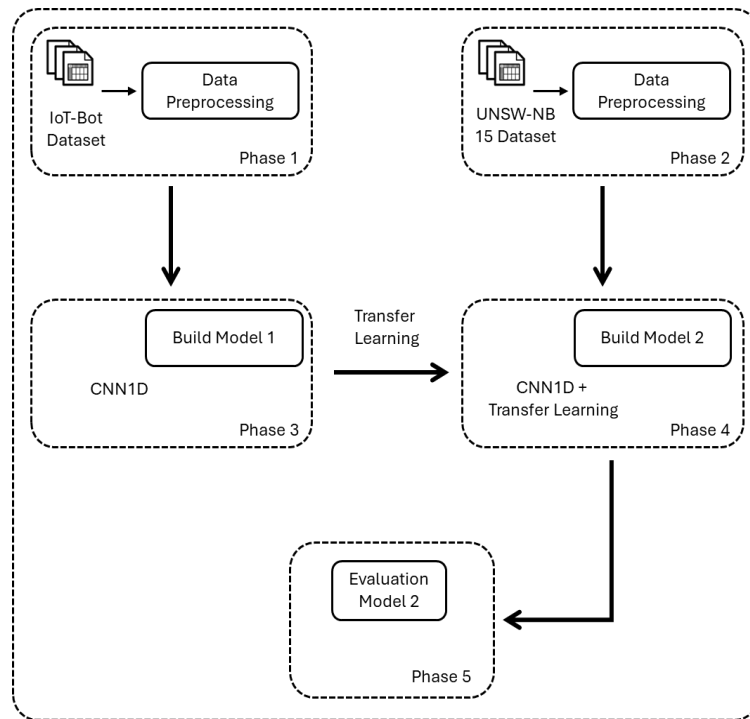 IoT-Bot
Dataset
Data
Preprocessing
Phase 1
UNSW-NB
15 Dataset
Data
Preprocessing
Phase 2
Build Model 1
CNN1D
Phase 3
Transfer
Learning
Build Model 2
CNN1D +
Transfer Learning
Phase 4
Evaluation
Model 2
Phase 5